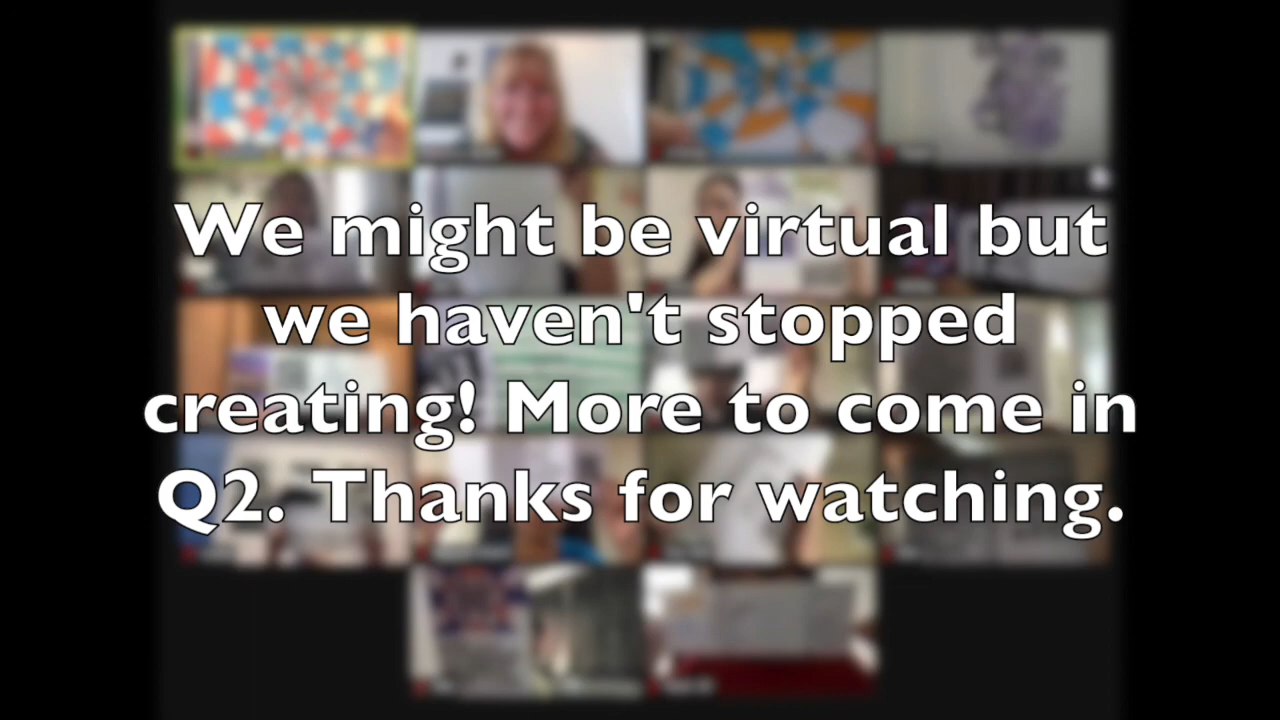 We might be virtual but
we haven't stopped
creating! More to come in
Q2. Thanks for watching.